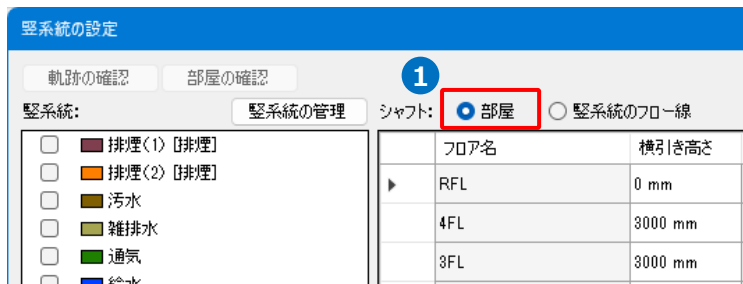 竪系統の設定
軌跡の確認 部屋の確認
1
竪系統: 竪系統の管理 シャフト: 部屋 竪系統のフロー線
排煙(1) [排煙]
排煙(2) [排煙]
汚水
雑排水
通気
給水
フロア名 横引き高さ
RFL 0 mm
4FL 3000 mm
3FL 3000 mm